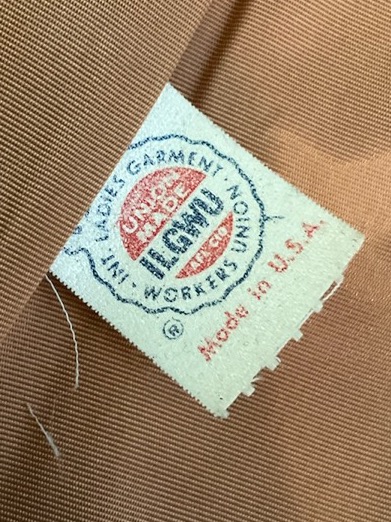 INT · LADIES GARMENT · WORKERS UNION ·
UNION
MADE
ILGWU
AFL-CIO
®
Made in U.S.A.